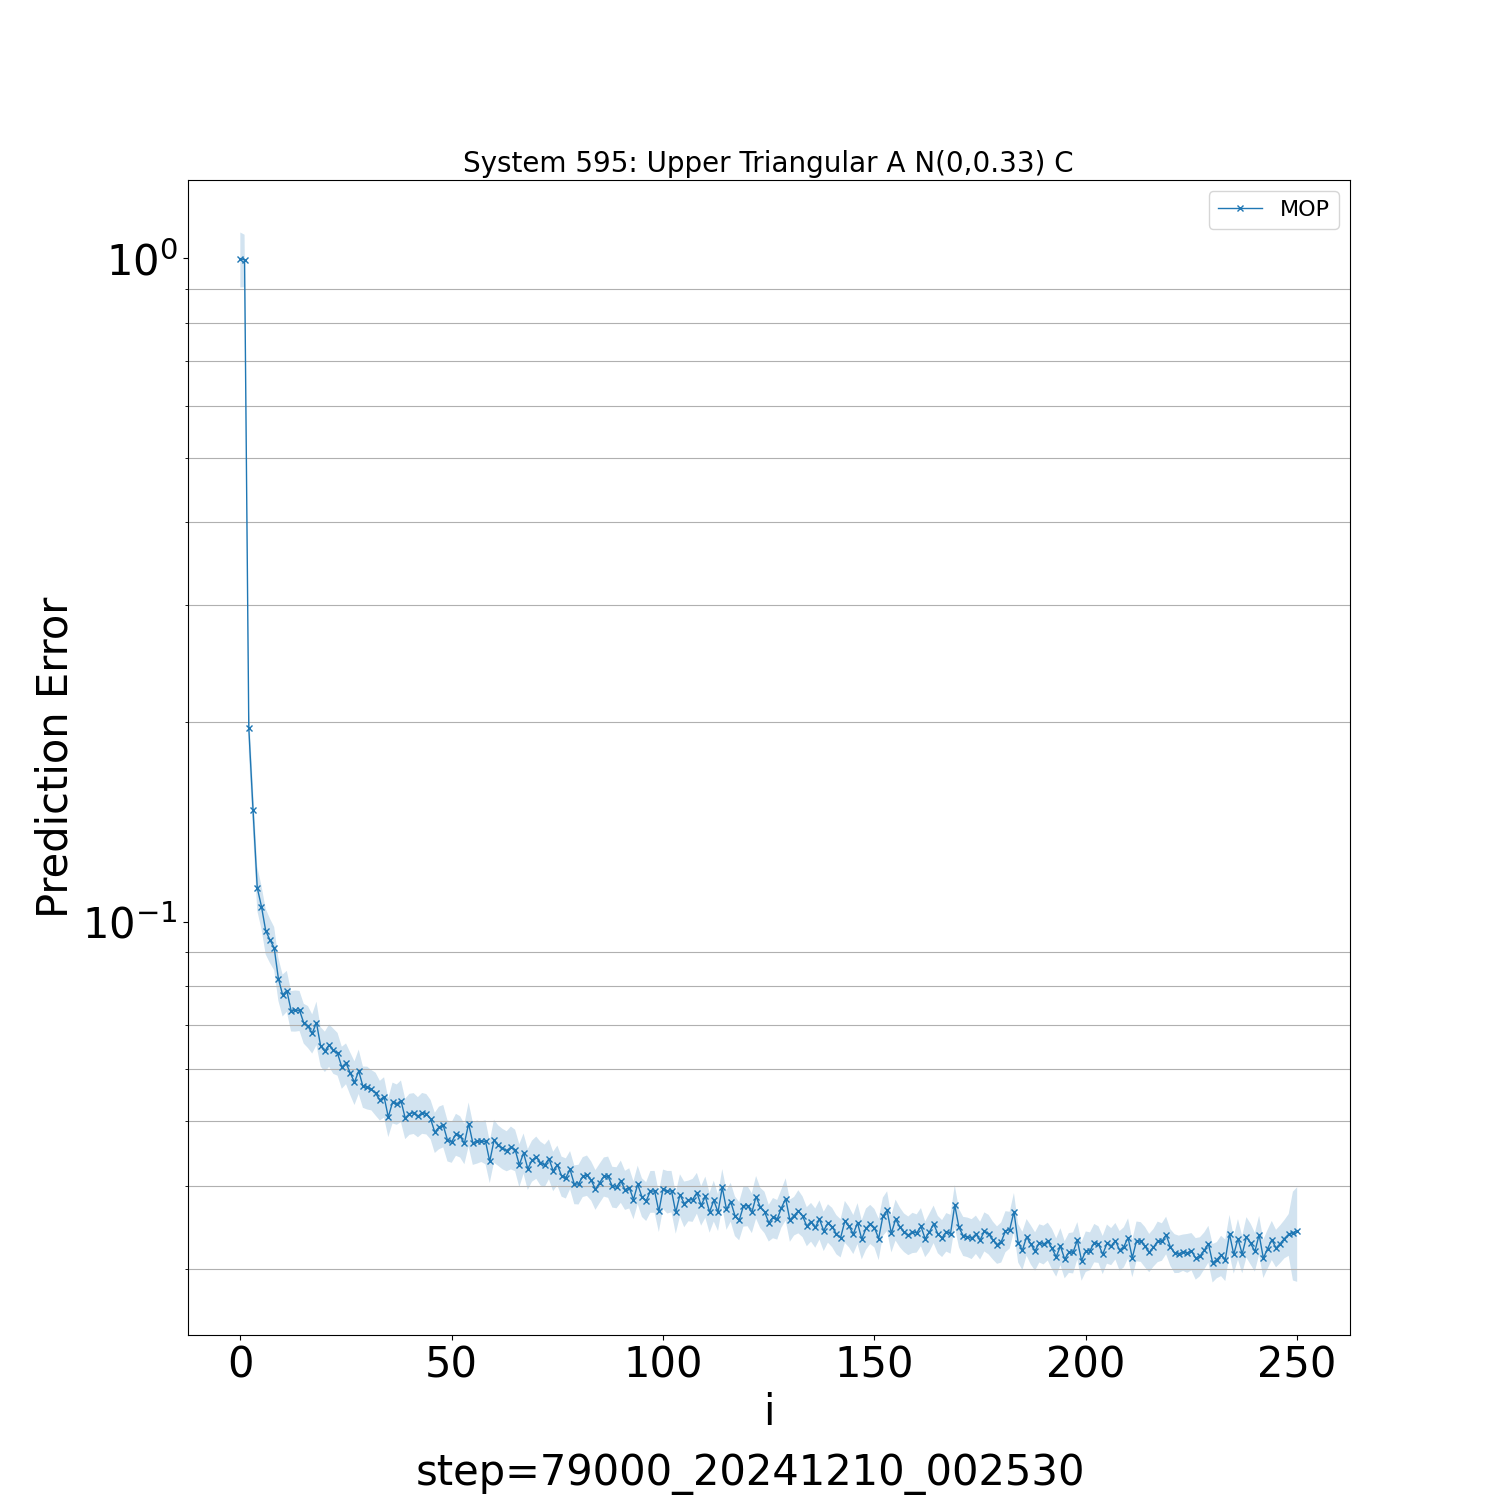 System 595: Upper Triangular A N(0,0.33) C
MOP
10⁰
10⁻¹
Prediction Error
0 50 100 150 200 250
i
step=79000_20241210_002530